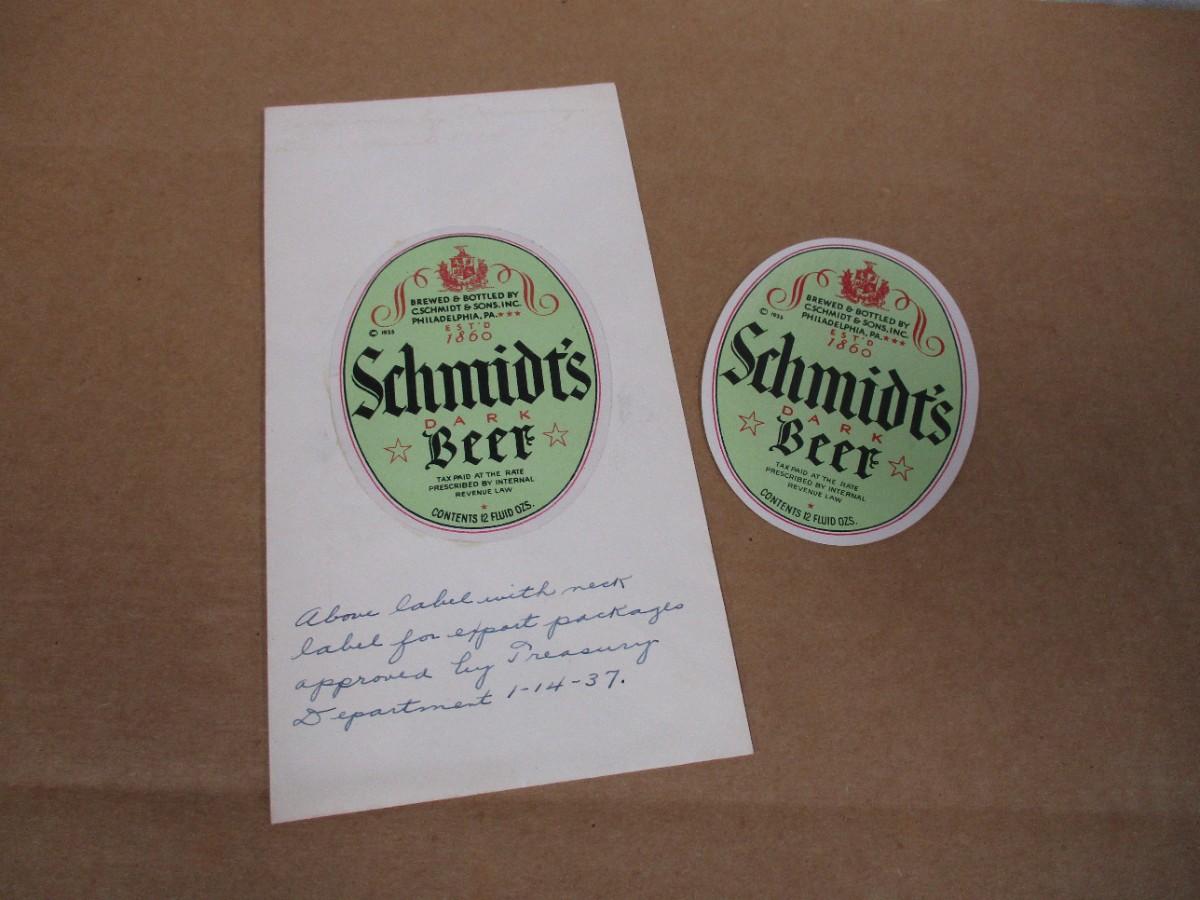 BREWED & BOTTLED BY
C.SCHMIDT & SONS, INC.
PHILADELPHIA, PA.
© 1935
EST'D
1860
Schmidt's
DARK
Beer
TAX PAID AT THE RATE
PRESCRIBED BY INTERNAL
REVENUE LAW
CONTENTS 12 FLUID OZS.
Above label with neck
label for export packages
approved by Treasury
Department 1-14-37.
BREWED & BOTTLED BY
C.SCHMIDT & SONS, INC.
PHILADELPHIA, PA.
© 1935
EST'D
1860
Schmidt's
DARK
Beer
TAX PAID AT THE RATE
PRESCRIBED BY INTERNAL
REVENUE LAW
CONTENTS 12 FLUID OZS.